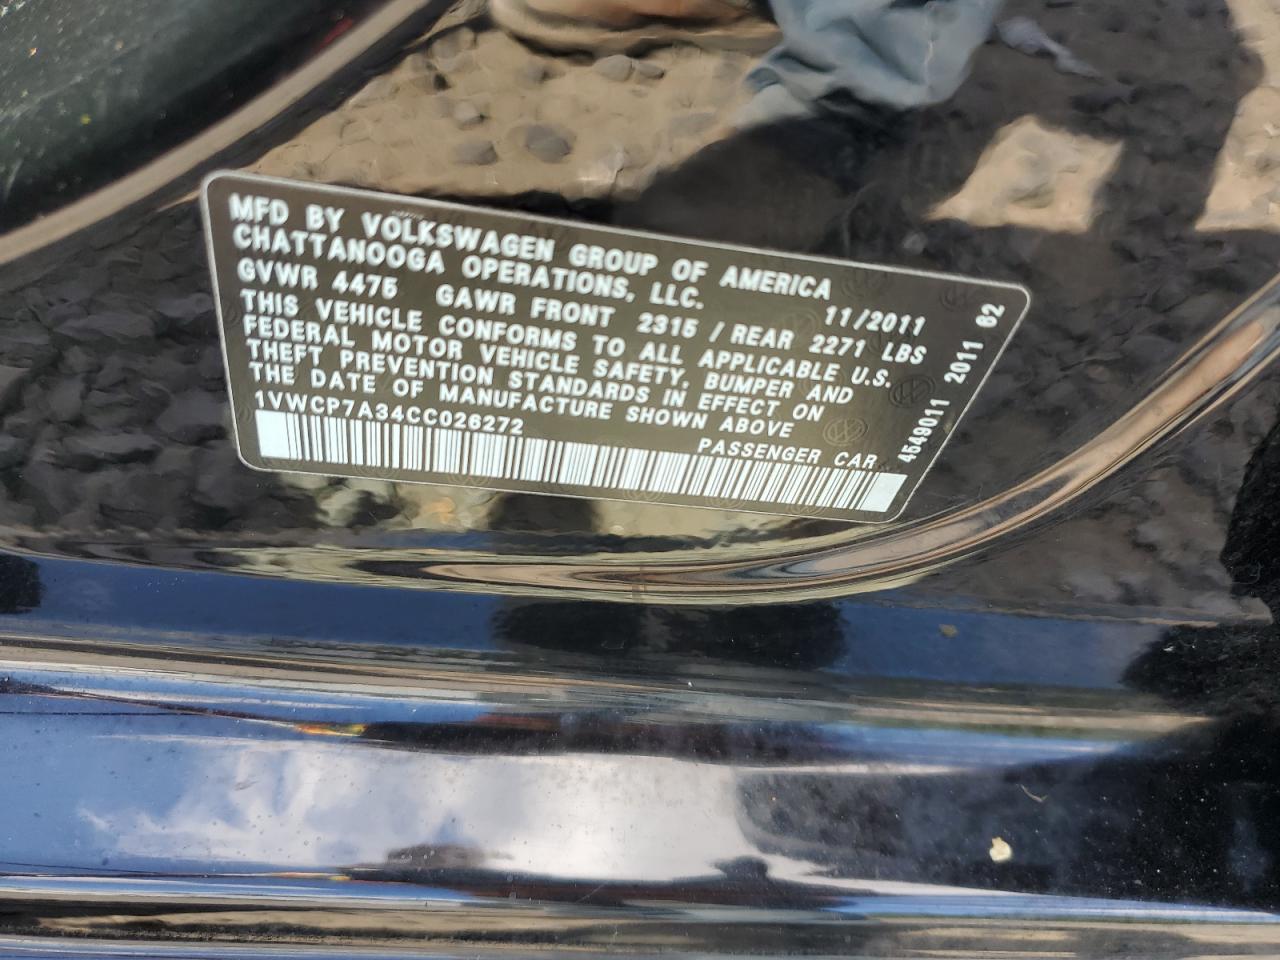 MFD BY VOLKSWAGEN GROUP OF AMERICA
CHATTANOOGA OPERATIONS, LLC. 11/2011
GVWR 4475 GAWR FRONT 2315 / REAR 2271 LBS
THIS VEHICLE CONFORMS TO ALL APPLICABLE U.S.
FEDERAL MOTOR VEHICLE SAFETY, BUMPER AND
THEFT PREVENTION STANDARDS IN EFFECT ON
THE DATE OF MANUFACTURE SHOWN ABOVE
1VWCP7A34CC026272 PASSENGER CAR
4549011 2011 62